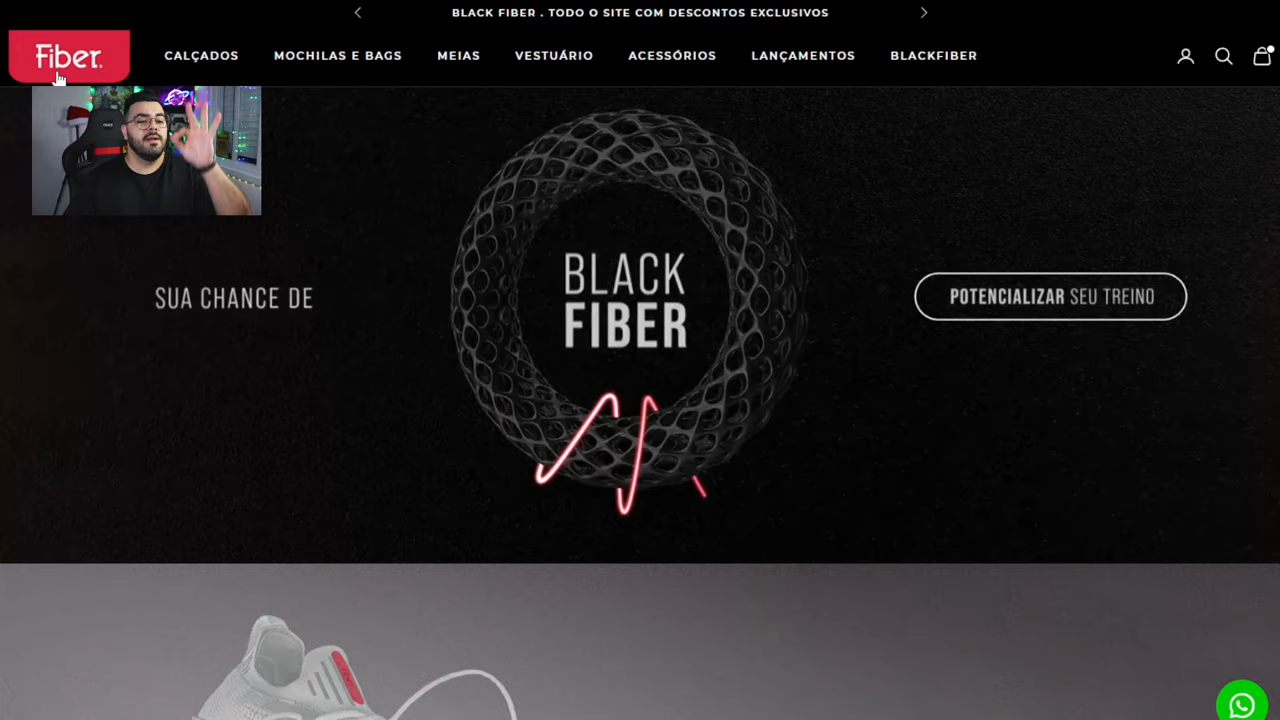 BLACK FIBER . TODO O SITE COM DESCONTOS EXCLUSIVOS
Fiber.
CALÇADOS
MOCHILAS E BAGS
MEIAS
VESTUÁRIO
ACESSÓRIOS
LANÇAMENTOS
BLACKFIBER
SUA CHANCE DE
BLACK
FIBER
POTENCIALIZAR SEU TREINO